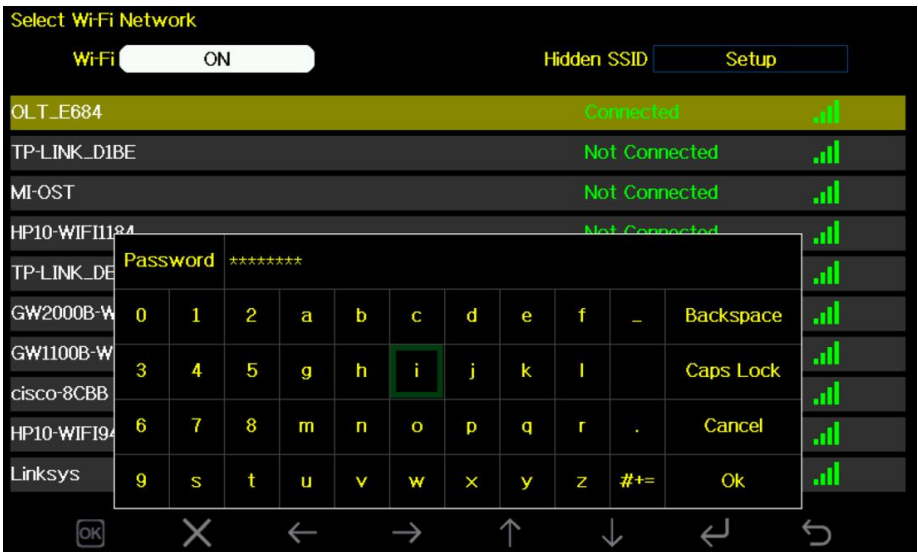 Select Wi-Fi Network
Wi-Fi ON Hidden SSID Setup
OLT_E684 Connected
TP-LINK_D1BE Not Connected
MI-OST Not Connected
HP10-WIFI1184 Not Connected
TP-LINK_DE
GW2000B-W
GW1100B-W
cisco-8CBB
HP10-WIFI94
Linksys
Password ********
0 1 2 a b c d e f _ Backspace
3 4 5 g h i j k l Caps Lock
6 7 8 m n o p q r . Cancel
9 s t u v w x y z #+= Ok
OK